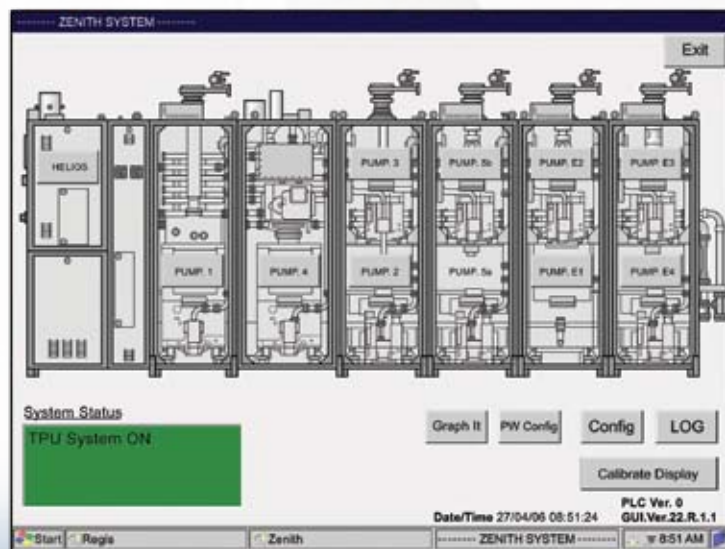 -------- ZENITH SYSTEM --------
Exit
HELIOS
PUMP. 3
PUMP. 5b
PUMP. E2
PUMP. E3
PUMP. 1
PUMP. 4
PUMP. 2
PUMP. 5a
PUMP. E1
PUMP. E4
System Status
TPU System ON
Graph It
PW Config
Config
LOG
Calibrate Display
PLC Ver. 0
Date/Time 27/04/06 08:51:24 GUI.Ver.22.R.1.1
Start Regis Zenith -------- ZENITH SYSTEM -------- 8:51 AM